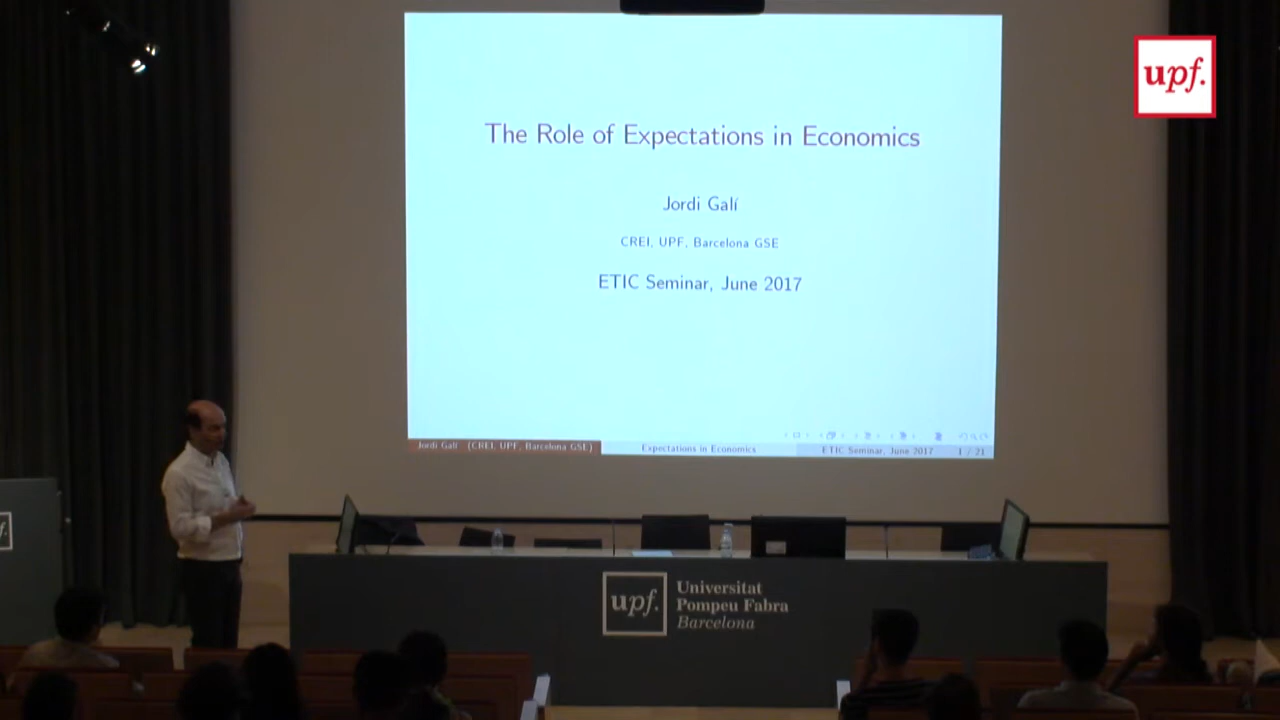 upf.
The Role of Expectations in Economics
Jordi Galí
CREI, UPF, Barcelona GSE
ETIC Seminar, June 2017
Jordi Galí (CREI, UPF, Barcelona GSE)
Expectations in Economics
ETIC Seminar, June 2017
1 / 21
f.
upf.
Universitat
Pompeu Fabra
Barcelona